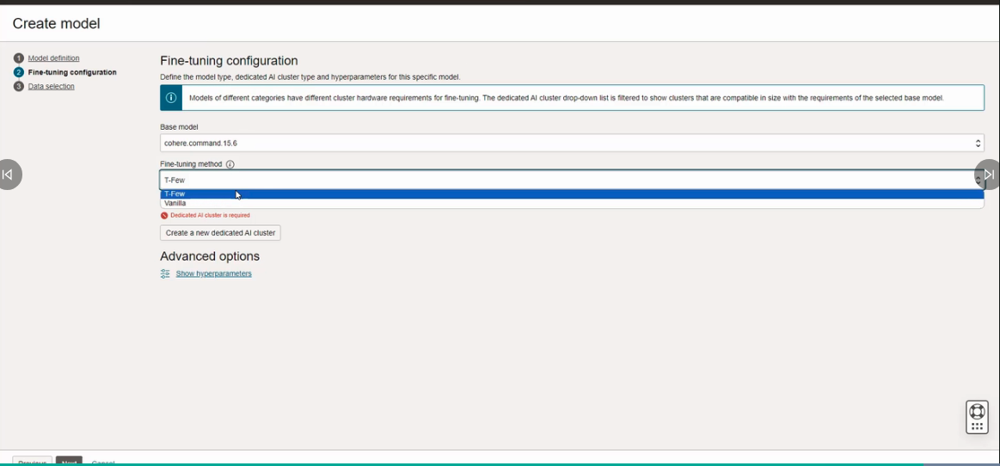 Create model
1 Model definition
2 Fine-tuning configuration
3 Data selection
Fine-tuning configuration
Define the model type, dedicated AI cluster type and hyperparameters for this specific model.
Models of different categories have different cluster hardware requirements for fine-tuning. The dedicated AI cluster drop-down list is filtered to show clusters that are compatible in size with the requirements of the selected base model.
Base model
cohere.command.15.6
Fine-tuning method
T-Few
T-Few
Vanilla
Dedicated AI cluster is required
Create a new dedicated AI cluster
Advanced options
Show hyperparameters
Previous Next Cancel